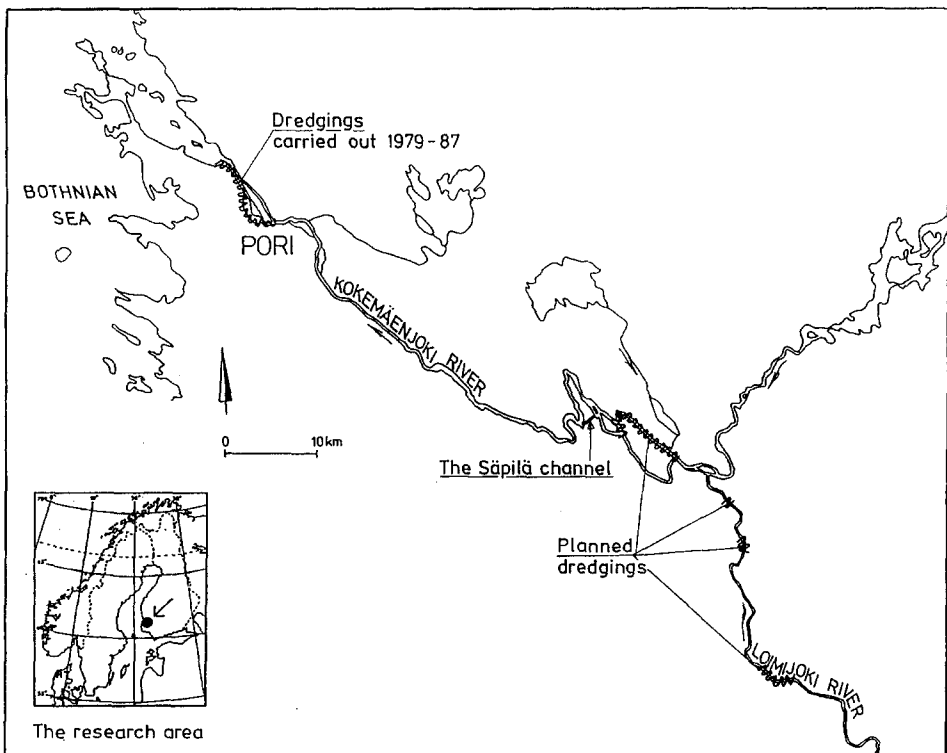 Dredgings
carried out 1979-87
BOTHNIAN
SEA
PORI
KOKEMÄENJOKI RIVER
0 10km
The Säpilä channel
Planned
dredgings
LOIMIJOKI RIVER
The research area